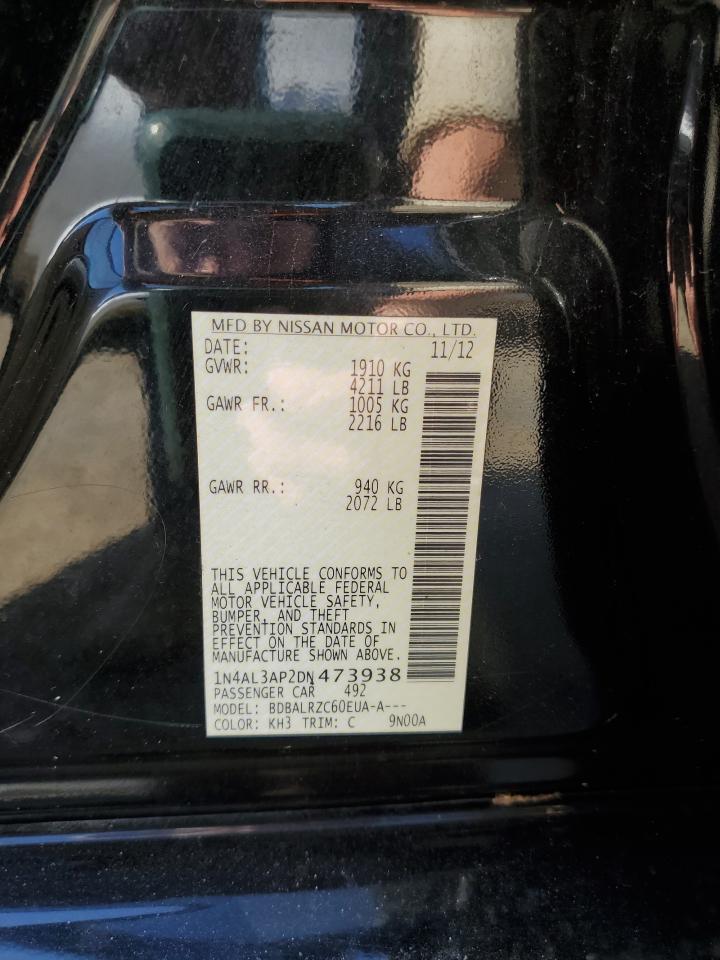 MFD BY NISSAN MOTOR CO., LTD.
DATE: 11/12
GVWR: 1910 KG
4211 LB
GAWR FR.: 1005 KG
2216 LB
GAWR RR.: 940 KG
2072 LB
THIS VEHICLE CONFORMS TO
ALL APPLICABLE FEDERAL
MOTOR VEHICLE SAFETY,
BUMPER, AND THEFT
PREVENTION STANDARDS IN
EFFECT ON THE DATE OF
MANUFACTURE SHOWN ABOVE.
1N4AL3AP2DN473938
PASSENGER CAR 492
MODEL: BDBALRZC60EUA-A---
COLOR: KH3 TRIM: C 9N00A